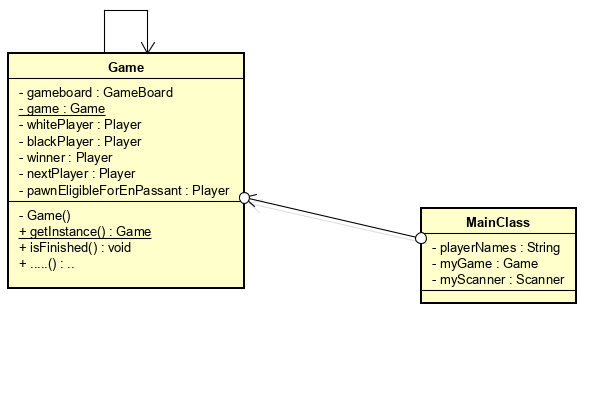 Game
- gameboard : GameBoard
- game : Game
- whitePlayer : Player
- blackPlayer : Player
- winner : Player
- nextPlayer : Player
- pawnEligibleForEnPassant : Player
- Game()
+ getInstance() : Game
+ isFinished() : void
+ .....() : ..
MainClass
- playerNames : String
- myGame : Game
- myScanner : Scanner